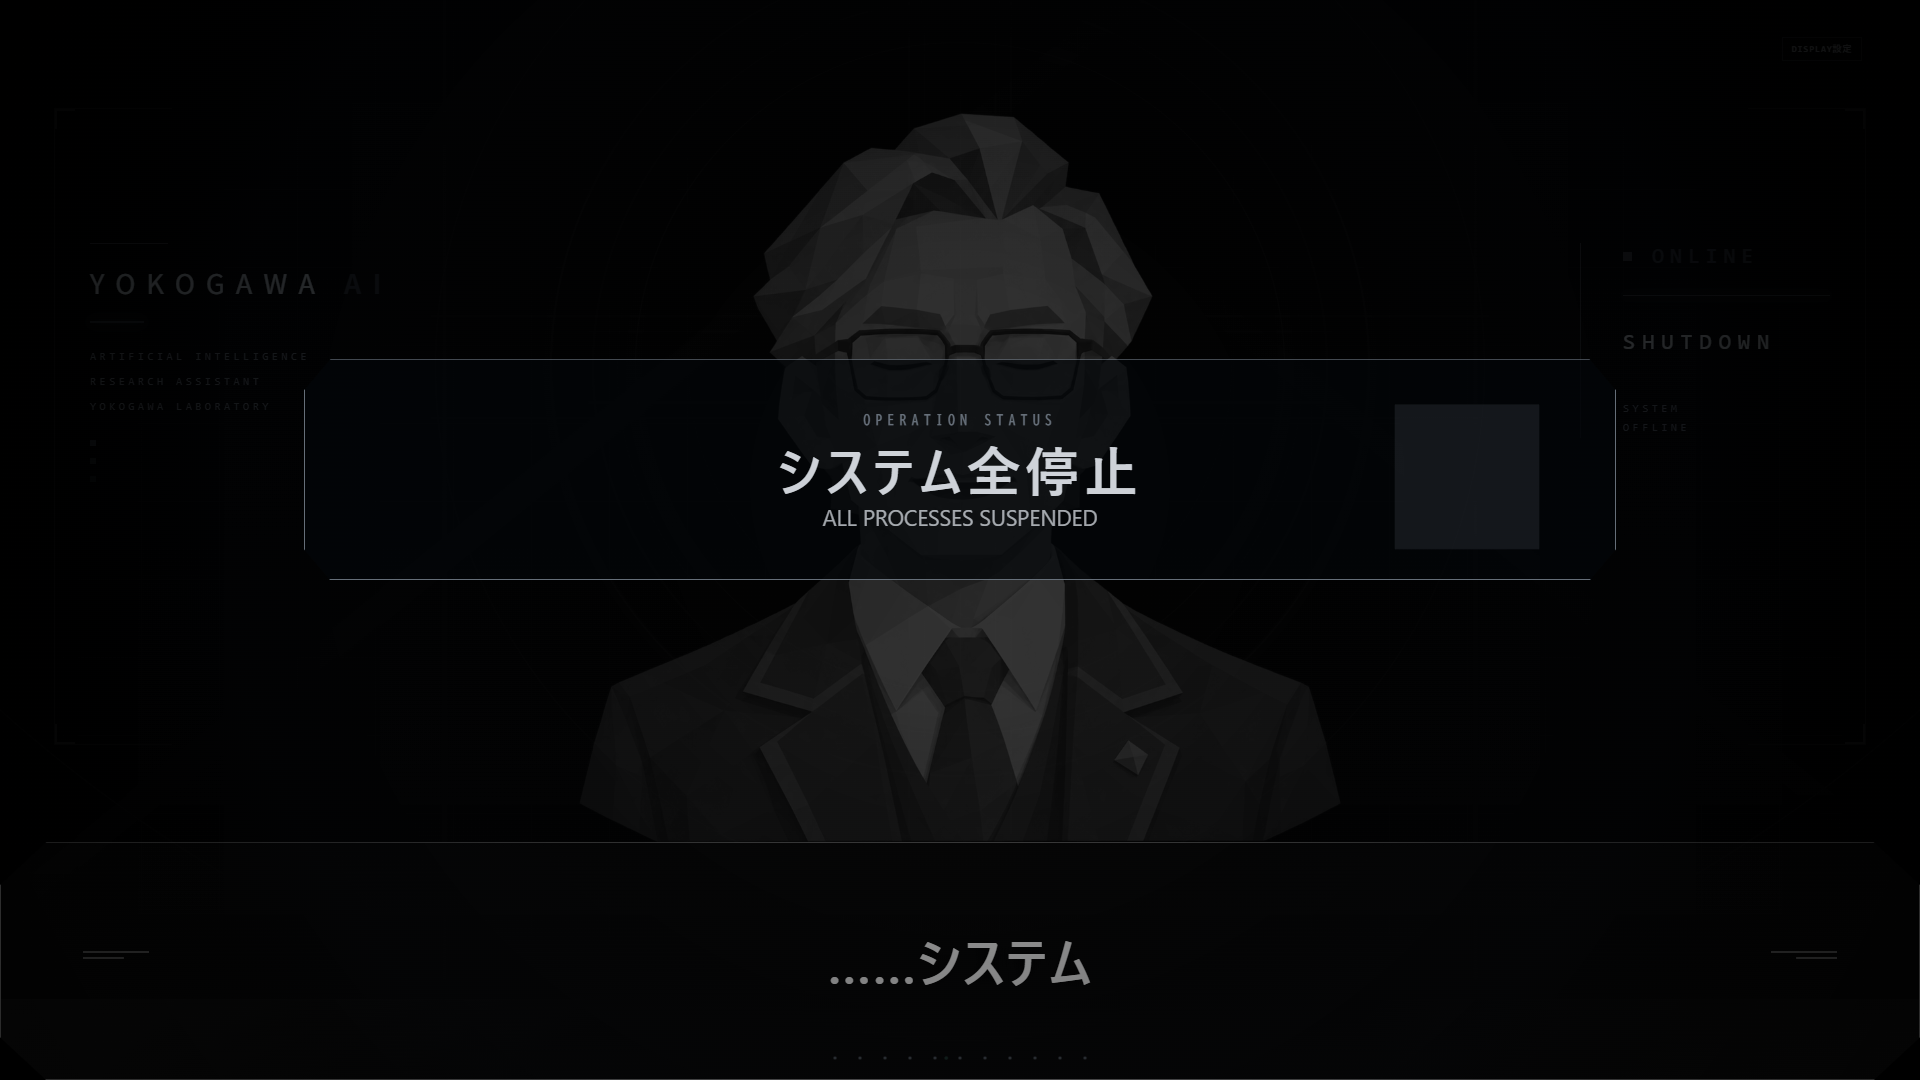 DISPLAY設定
YOKOGAWA AI
ARTIFICIAL INTELLIGENCE
RESEARCH ASSISTANT
YOKOGAWA LABORATORY
ONLINE
SHUTDOWN
SYSTEM
OFFLINE
OPERATION STATUS
システム全停止
ALL PROCESSES SUSPENDED
......システム